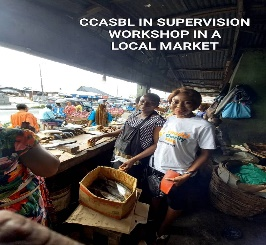 CCASBL IN SUPERVISION
WORKSHOP IN A
LOCAL MARKET